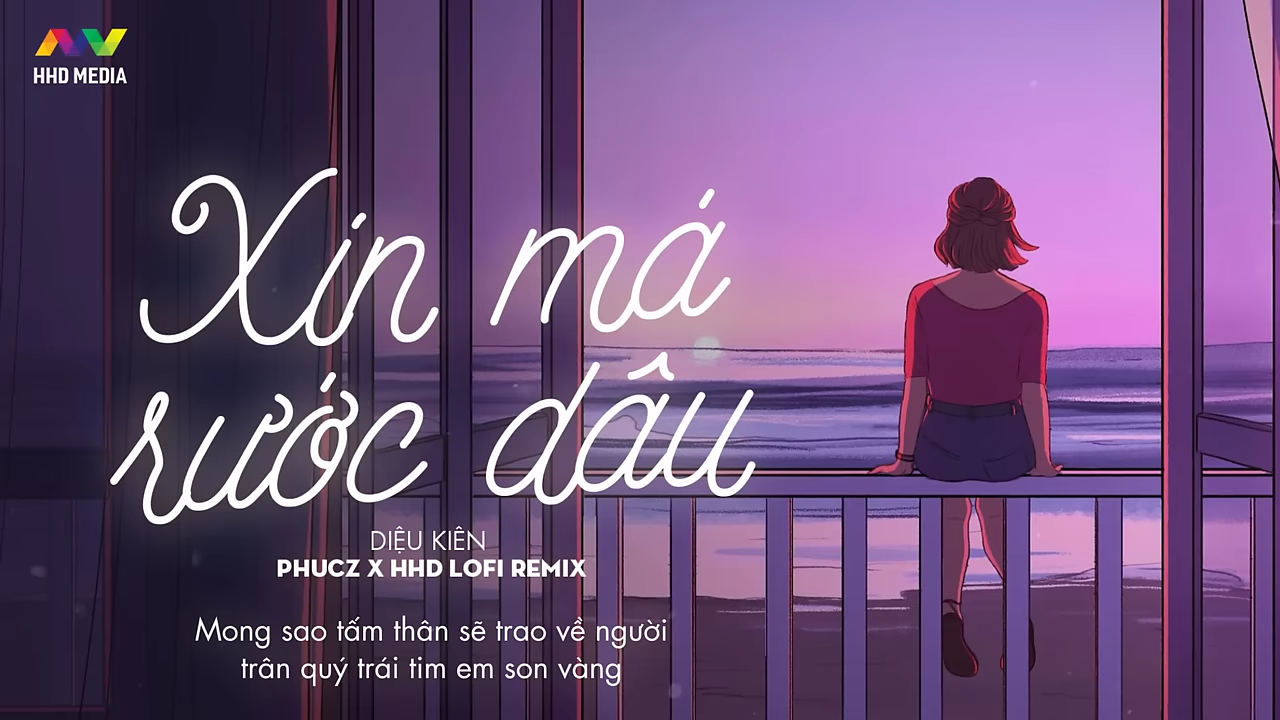 HHD MEDIA
Xin má
rước dâu
DIỆU KIÊN
PHUCZ X HHD LOFI REMIX
Mong sao tấm thân sẽ trao về người
trân quý trái tim em son vàng